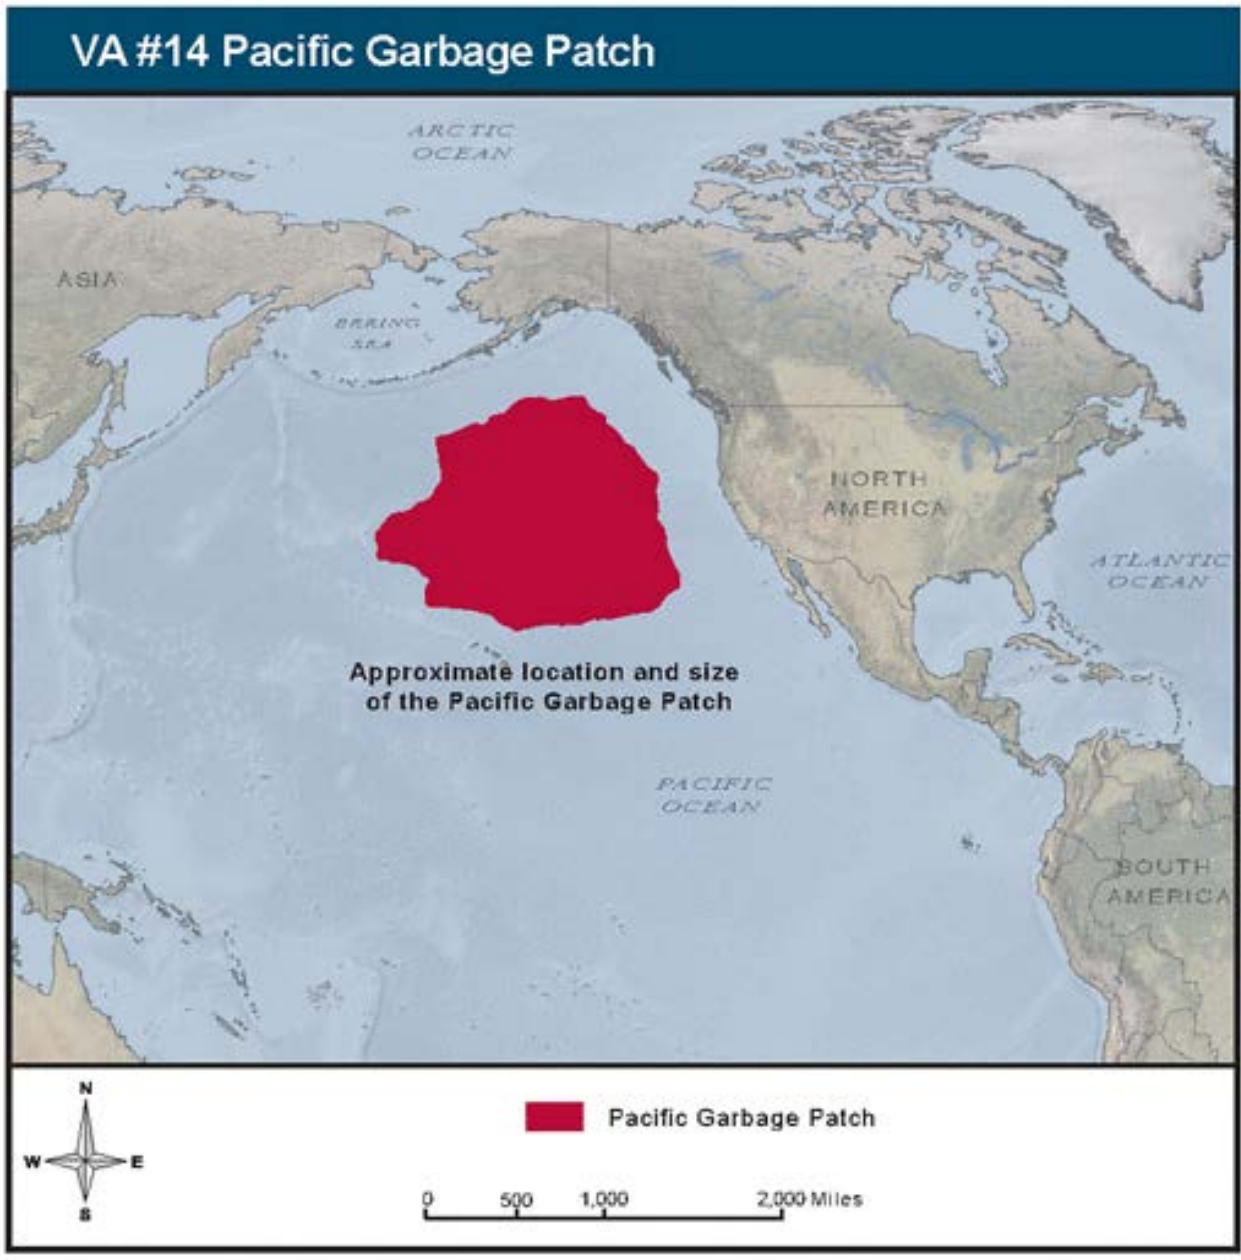 VA #14 Pacific Garbage Patch
ARCTIC
OCEAN
ASIA
BERING
SEA
NORTH
AMERICA
ATLANTIC
OCEAN
Approximate location and size
of the Pacific Garbage Patch
PACIFIC
OCEAN
SOUTH
AMERICA
N
W E
S
Pacific Garbage Patch
0 500 1,000 2,000 Miles